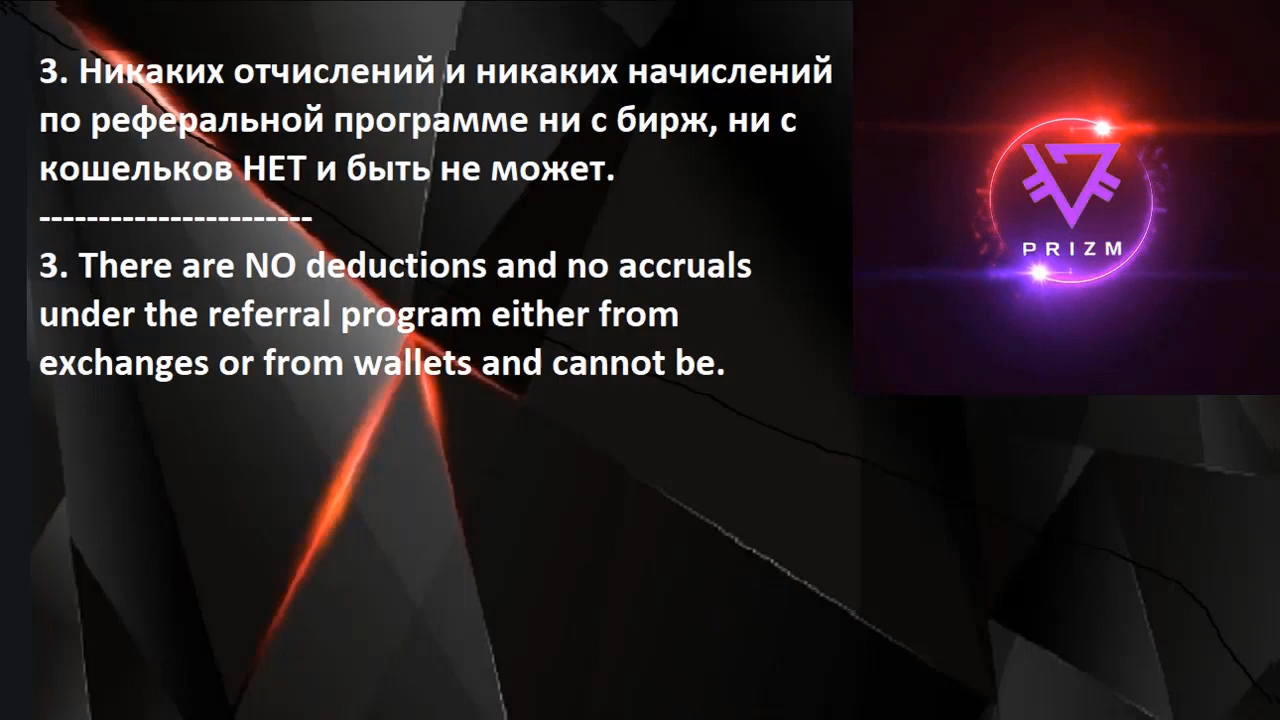 3. Никаких отчислений и никаких начислений
по реферальной программе ни с бирж, ни с
кошельков НЕТ и быть не может.
-----------------------
3. There are NO deductions and no accruals
under the referral program either from
exchanges or from wallets and cannot be.
PRIZM